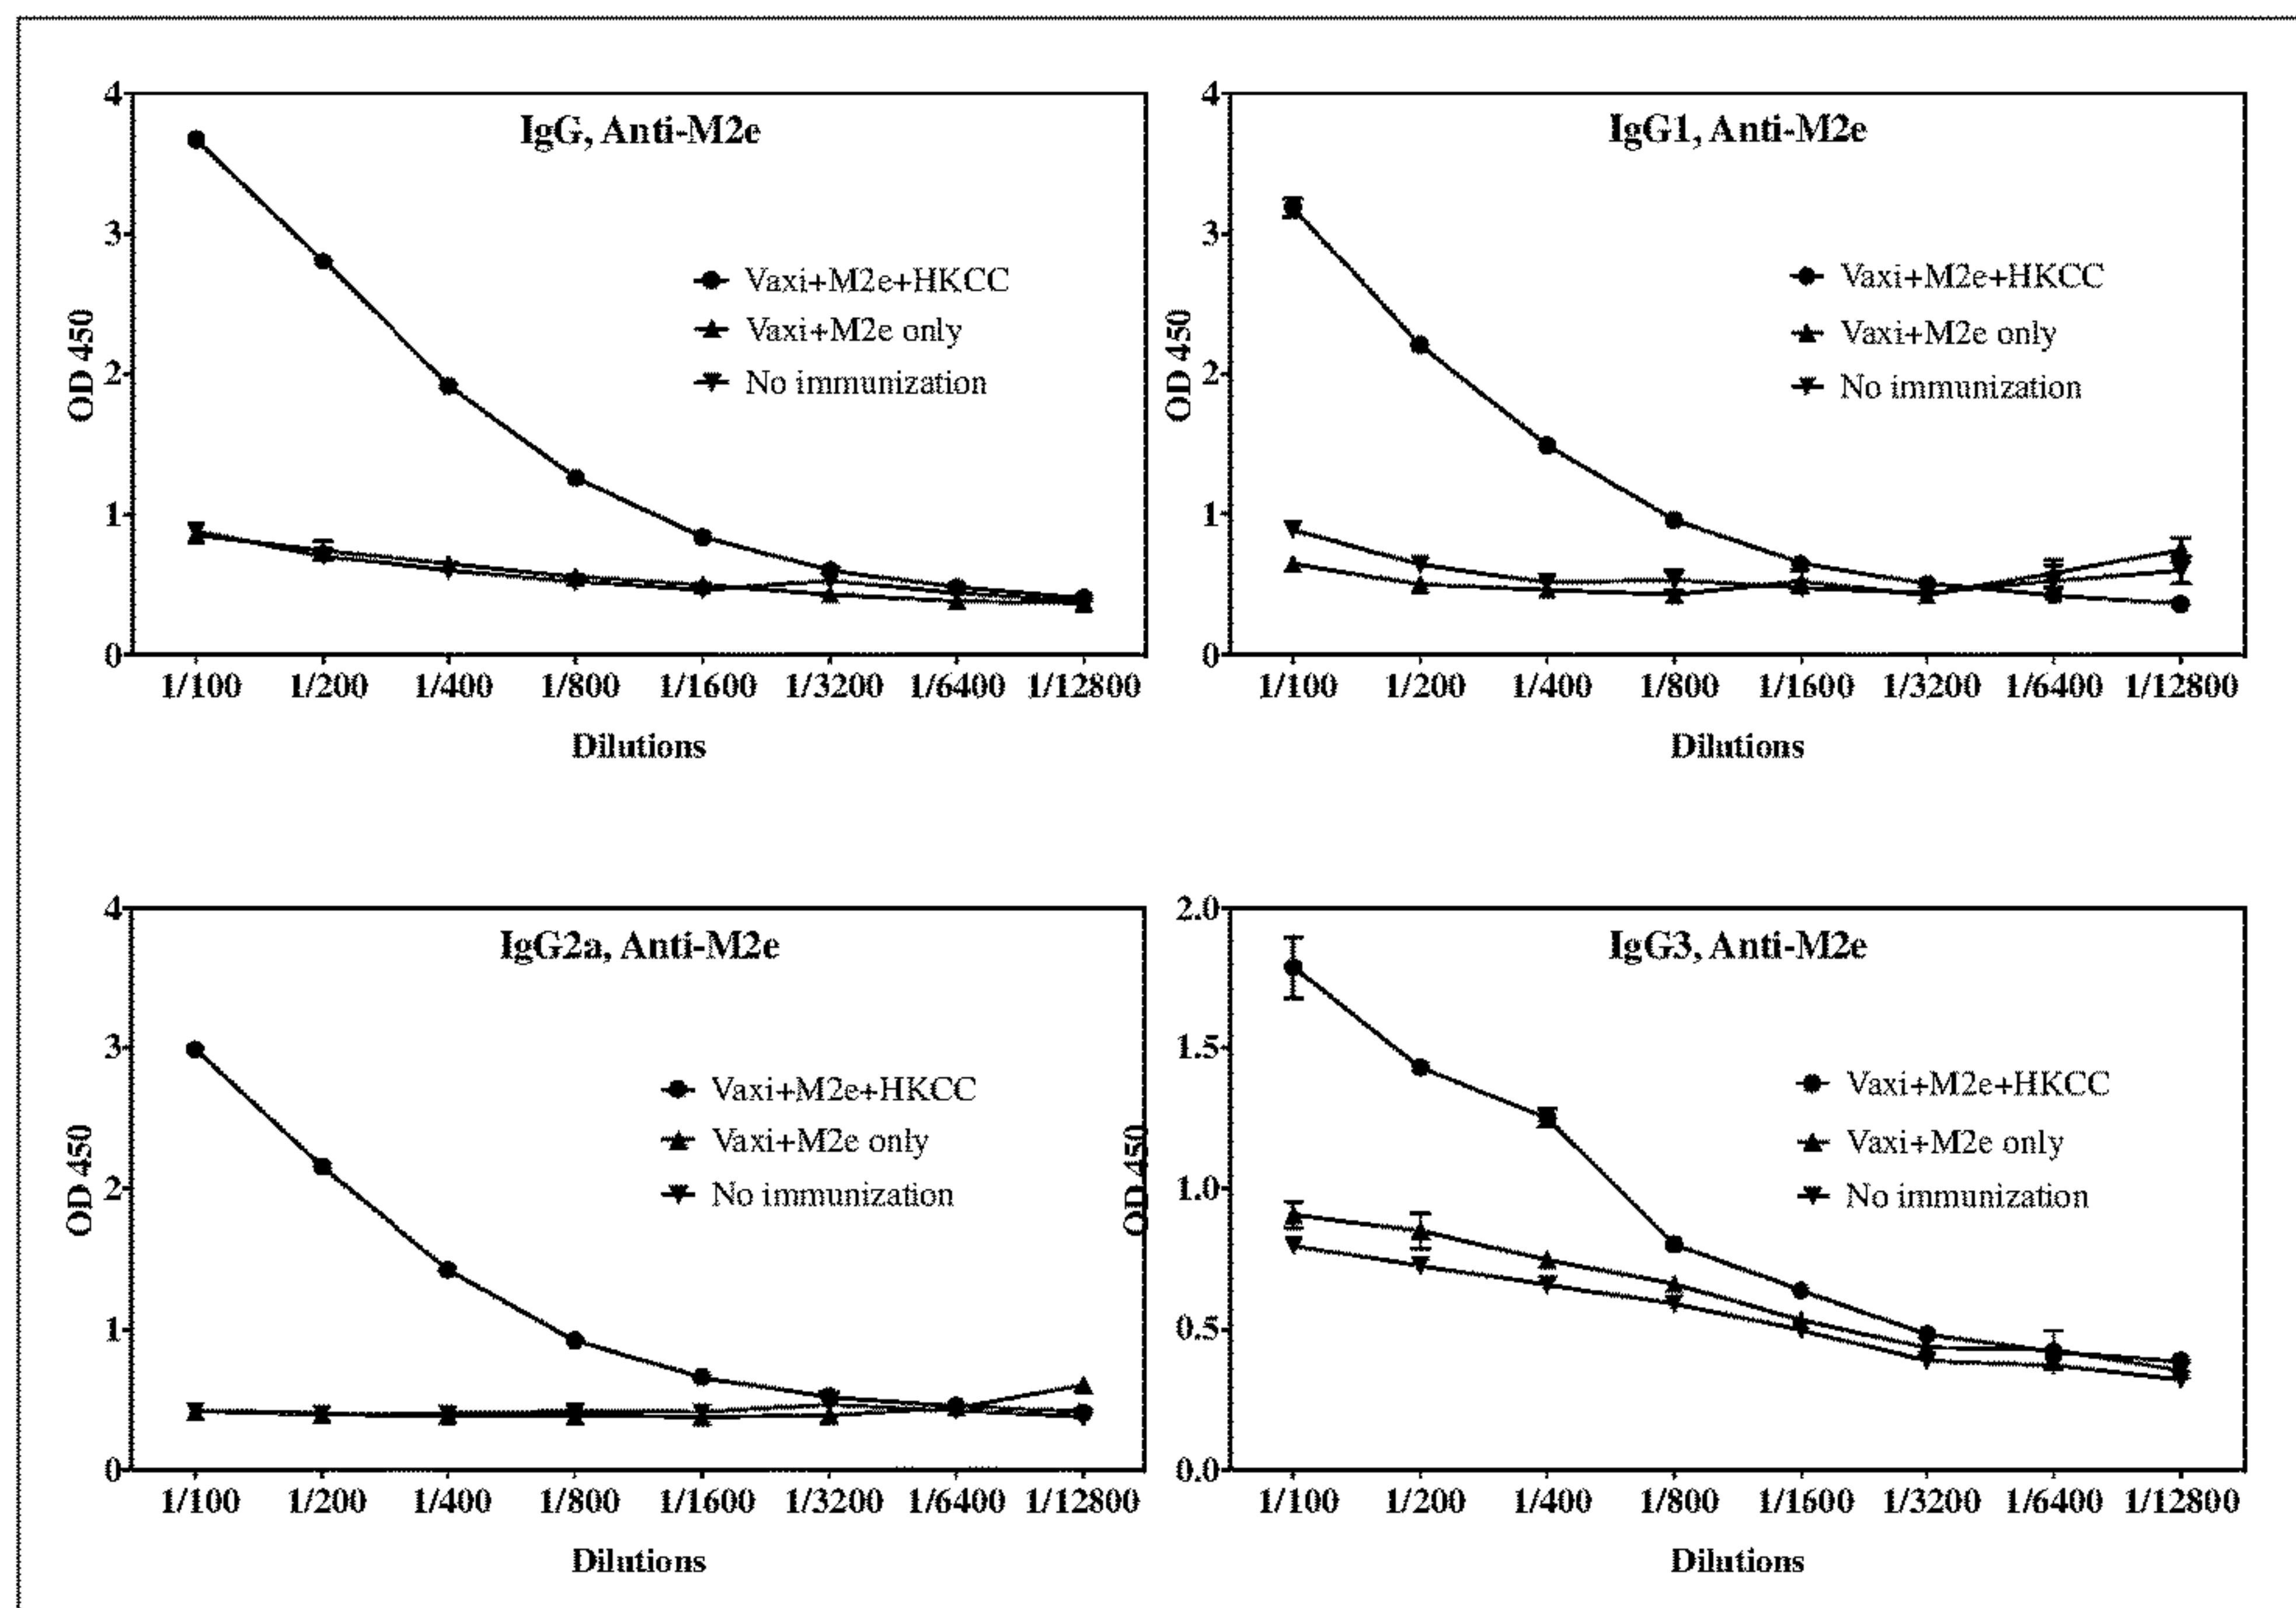 IgG, Anti-M2e
4
3
2
1
0
OD 450
Vaxi+M2e+HKCC
Vaxi+M2e only
No immunization
1/100 1/200 1/400 1/800 1/1600 1/3200 1/6400 1/12800
Dilutions
IgG1, Anti-M2e
4
3
2
1
0
OD 450
Vaxi+M2e+HKCC
Vaxi+M2e only
No immunization
1/100 1/200 1/400 1/800 1/1600 1/3200 1/6400 1/12800
Dilutions
IgG2a, Anti-M2e
4
3
2
1
0
OD 450
Vaxi+M2e+HKCC
Vaxi+M2e only
No immunization
1/100 1/200 1/400 1/800 1/1600 1/3200 1/6400 1/12800
Dilutions
IgG3, Anti-M2e
2.0
1.5
1.0
0.5
0.0
OD 450
Vaxi+M2e+HKCC
Vaxi+M2e only
No immunization
1/100 1/200 1/400 1/800 1/1600 1/3200 1/6400 1/12800
Dilutions